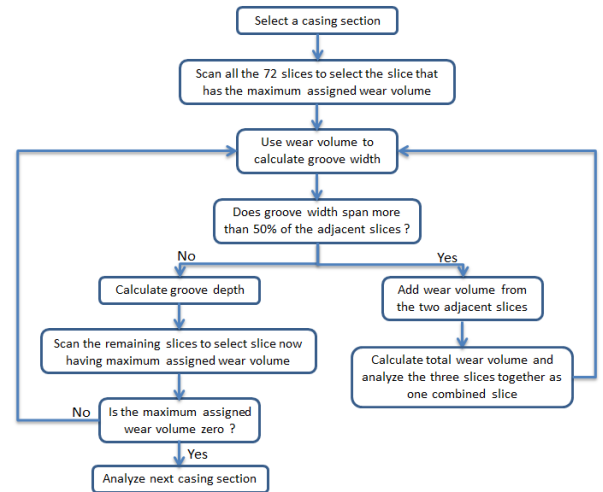 Select a casing section
Scan all the 72 slices to select the slice that
has the maximum assigned wear volume
Use wear volume to
calculate groove width
Does groove width span more
than 50% of the adjacent slices ?
No
Yes
Calculate groove depth
Add wear volume from
the two adjacent slices
Scan the remaining slices to select slice now
having maximum assigned wear volume
Calculate total wear volume and
analyze the three slices together as
one combined slice
No
Is the maximum assigned
wear volume zero ?
Yes
Analyze next casing section